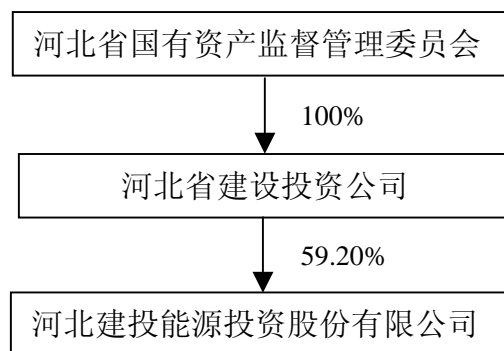 河北省国有资产监督管理委员会
100%
河北省建设投资公司
59.20%
河北建投能源投资股份有限公司